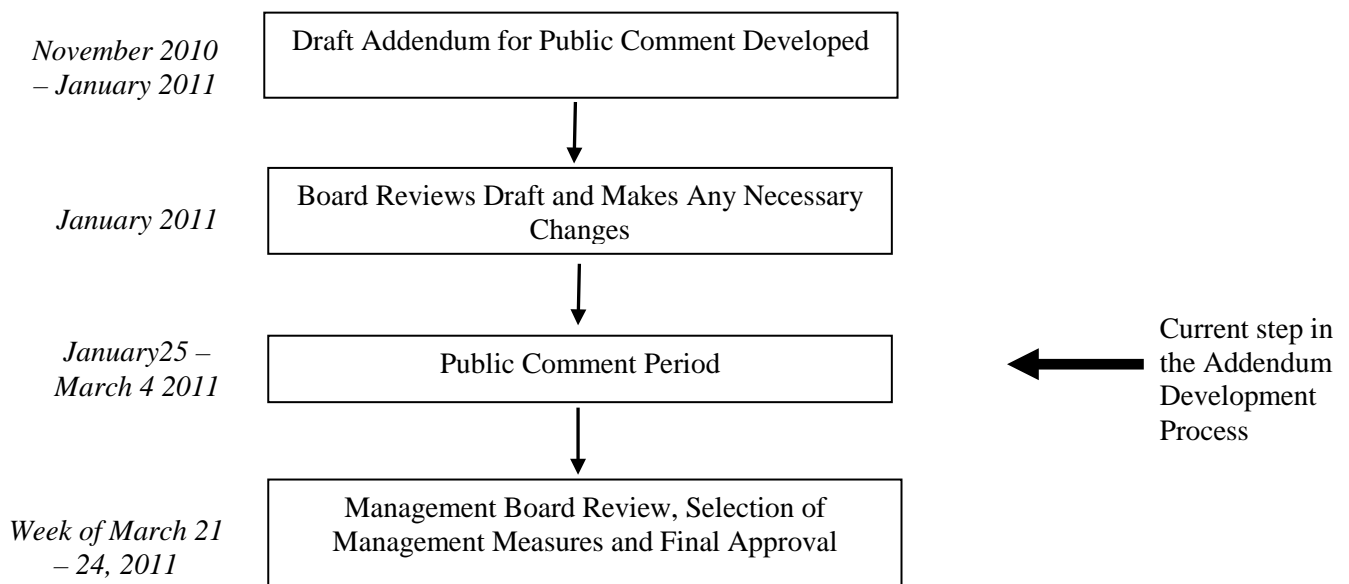 November 2010
– January 2011
Draft Addendum for Public Comment Developed
January 2011
Board Reviews Draft and Makes Any Necessary
Changes
January25 –
March 4 2011
Public Comment Period
Current step in
the Addendum
Development
Process
Week of March 21
– 24, 2011
Management Board Review, Selection of
Management Measures and Final Approval